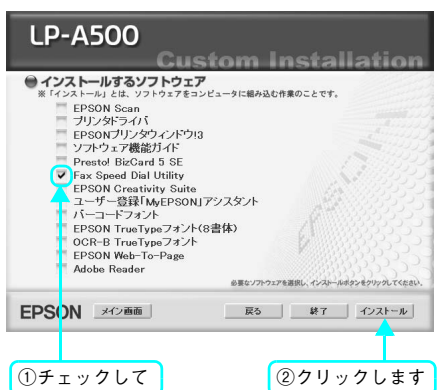 LP-A500
Custom Installation
インストールするソフトウェア
※「インストール」とは、ソフトウェアをコンピュータに組み込む作業のことです。
EPSON Scan
プリンタドライバ
EPSONプリンタウィンドウ!3
ソフトウェア機能ガイド
Presto! BizCard 5 SE
Fax Speed Dial Utility
EPSON Creativity Suite
ユーザー登録「MyEPSON」アシスタント
バーコードフォント
EPSON TrueTypeフォント(8書体)
OCR-B TrueTypeフォント
EPSON Web-To-Page
Adobe Reader
必要なソフトウェアを選択し、インストールボタンをクリックしてください。
EPSON メイン画面 戻る 終了 インストール
①チェックして ②クリックします